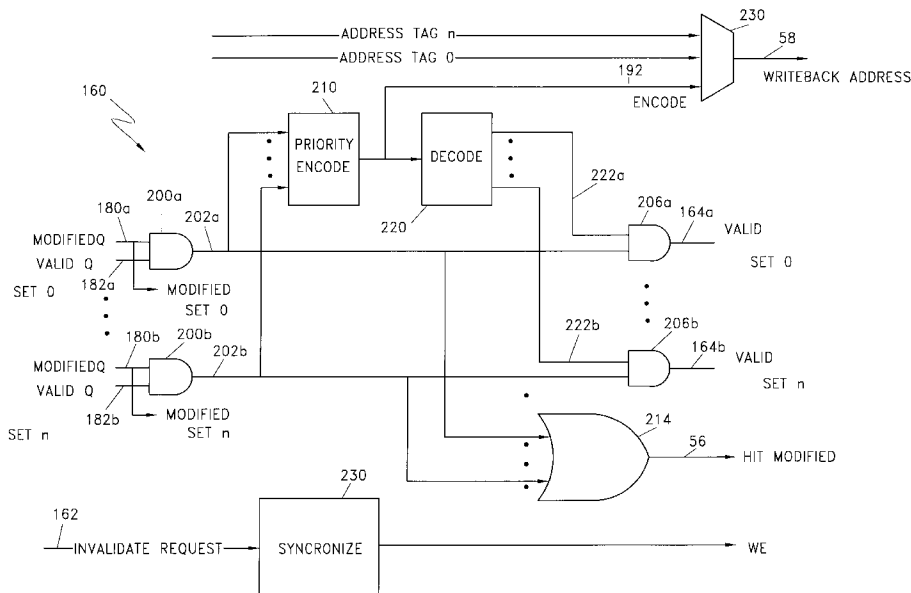 ADDRESS TAG n
230
58
ADDRESS TAG 0
WRITEBACK ADDRESS
192
ENCODE
160
210
PRIORITY
ENCODE
DECODE
220
222a
200a
180a
202a
206a
164a
VALID
MODIFIEDQ
VALID Q
182a
SET 0
MODIFIED
SET 0
SET 0
200b
180b
202b
222b
206b
164b
VALID
MODIFIEDQ
VALID Q
182b
SET n
MODIFIED
SET n
SET n
214
56
HIT MODIFIED
230
162
INVALIDATE REQUEST
SYNCRONIZE
WE